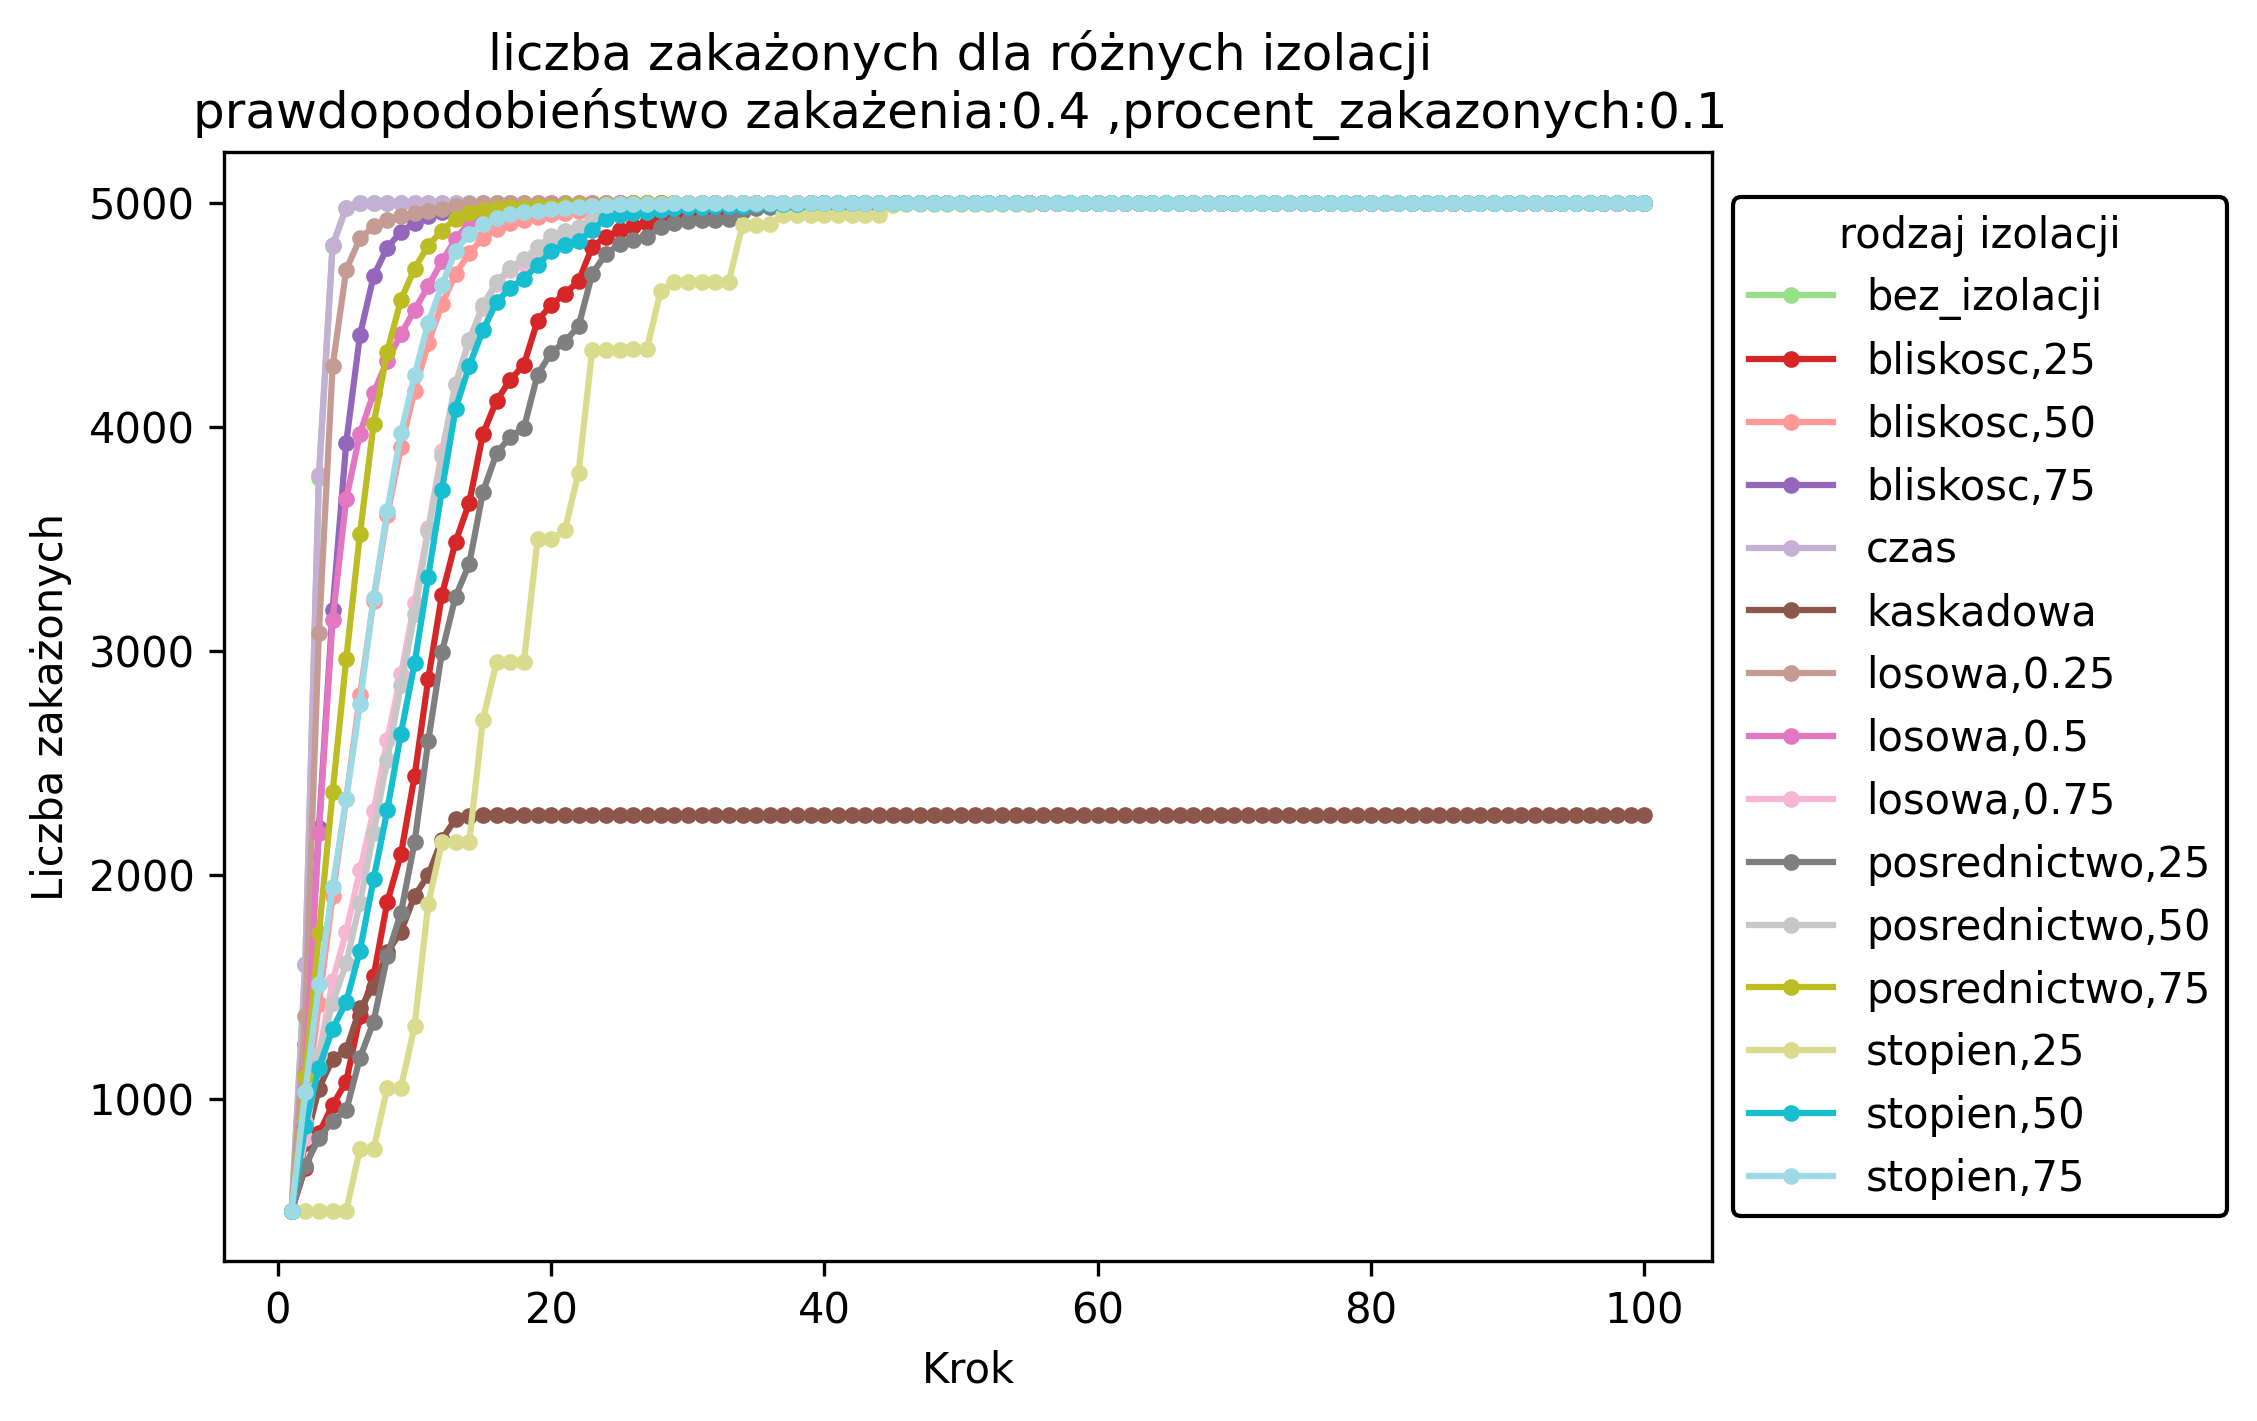 liczba zakażonych dla różnych izolacji
prawdopodobieństwo zakażenia:0.4 ,procent_zakazonych:0.1
Liczba zakażonych
5000
4000
3000
2000
1000
0
20
40
60
80
100
Krok
rodzaj izolacji
bez_izolacji
bliskosc,25
bliskosc,50
bliskosc,75
czas
kaskadowa
losowa,0.25
losowa,0.5
losowa,0.75
posrednictwo,25
posrednictwo,50
posrednictwo,75
stopien,25
stopien,50
stopien,75